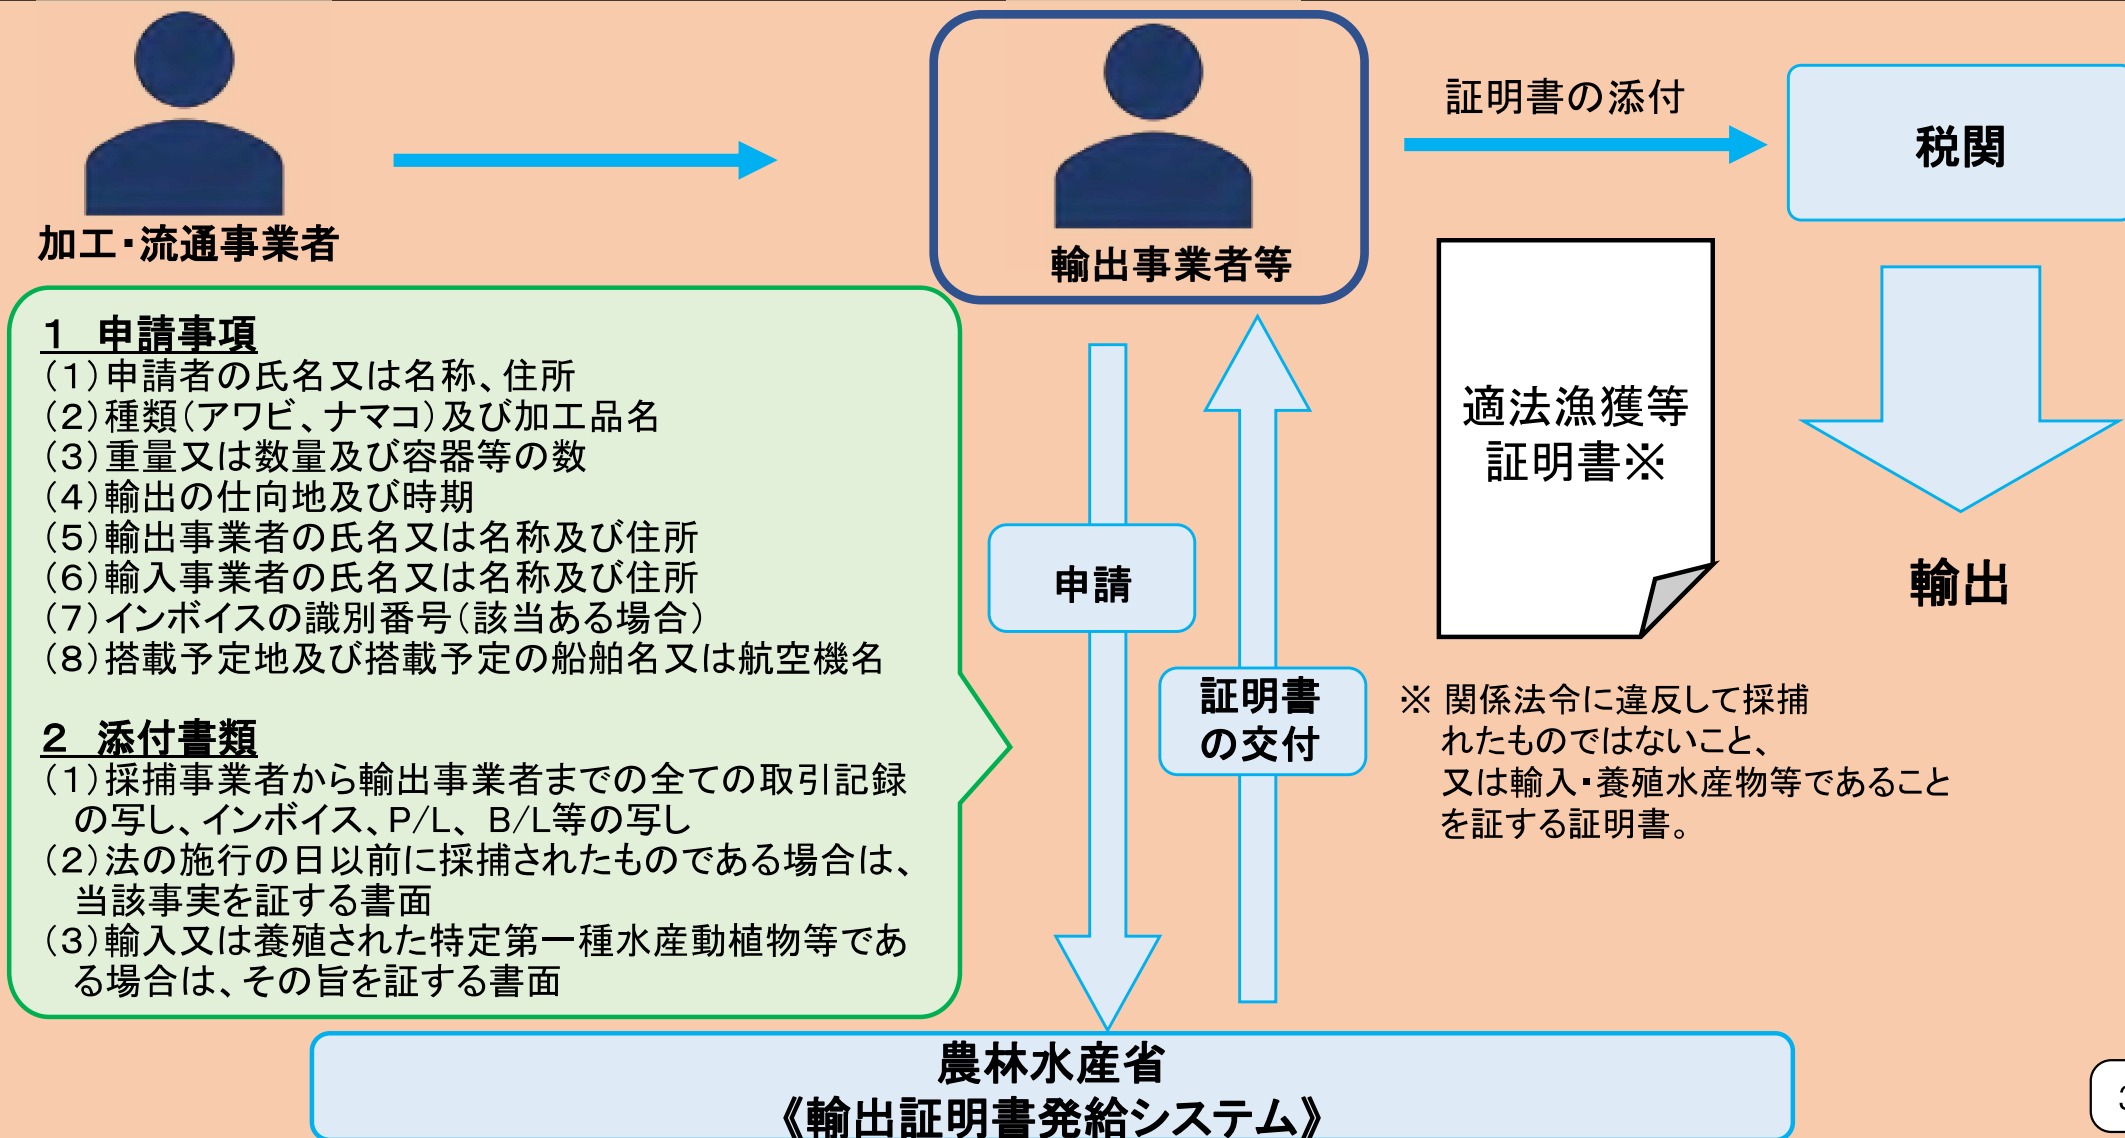 加工・流通事業者
輸出事業者等
証明書の添付
税関
1 申請事項
(1)申請者の氏名又は名称、住所
(2)種類(アワビ、ナマコ)及び加工品名
(3)重量又は数量及び容器等の数
(4)輸出の仕向地及び時期
(5)輸出事業者の氏名又は名称及び住所
(6)輸入事業者の氏名又は名称及び住所
(7)インボイスの識別番号(該当ある場合)
(8)搭載予定地及び搭載予定の船舶名又は航空機名
2 添付書類
(1)採捕事業者から輸出事業者までの全ての取引記録
の写し、インボイス、P/L、B/L等の写し
(2)法の施行の日以前に採捕されたものである場合は、
当該事実を証する書面
(3)輸入又は養殖された特定第一種水産動植物等であ
る場合は、その旨を証する書面
申請
証明書
の交付
適法漁獲等
証明書※
輸出
※ 関係法令に違反して採捕
れたものではないこと、
又は輸入・養殖水産物等であること
を証する証明書。
農林水産省
《輸出証明書発給システム》